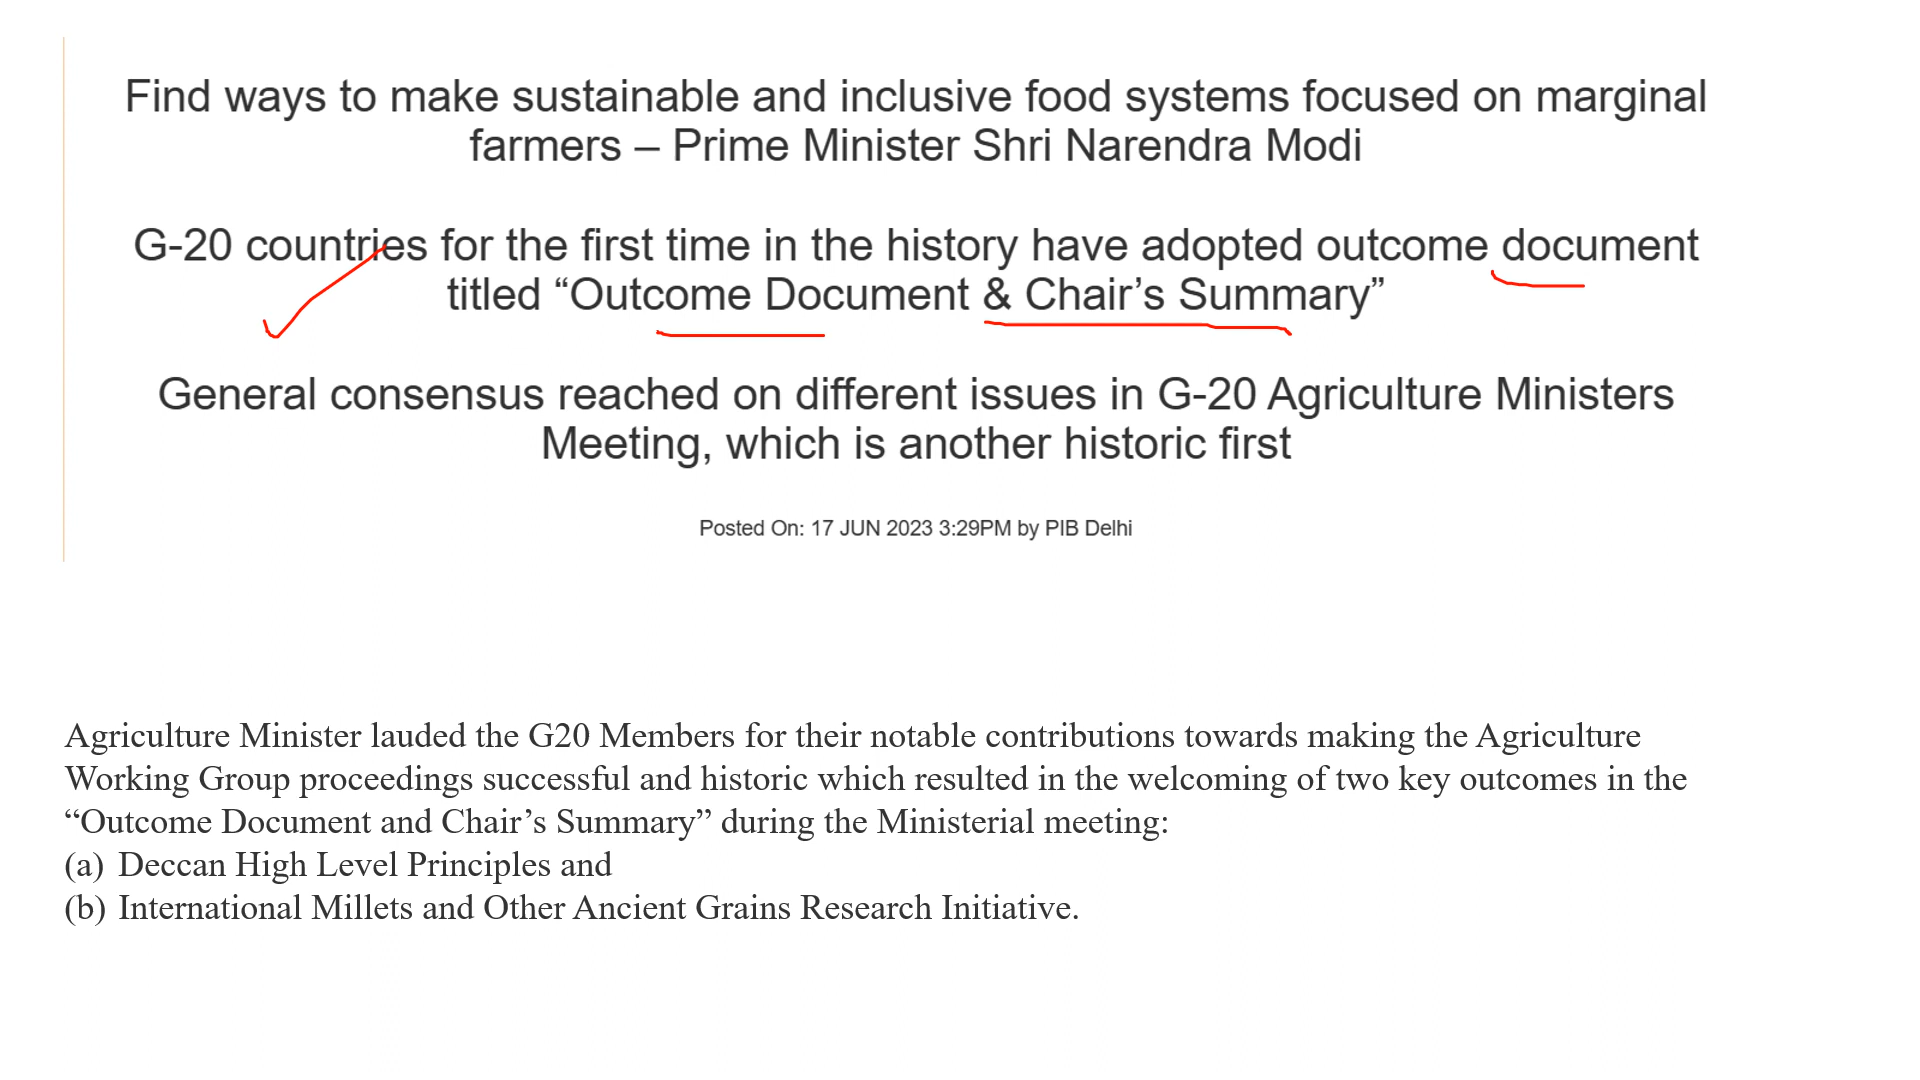 Find ways to make sustainable and inclusive food systems focused on marginal
farmers – Prime Minister Shri Narendra Modi
G-20 countries for the first time in the history have adopted outcome document
titled “Outcome Document & Chair’s Summary”
General consensus reached on different issues in G-20 Agriculture Ministers
Meeting, which is another historic first
Posted On: 17 JUN 2023 3:29PM by PIB Delhi
Agriculture Minister lauded the G20 Members for their notable contributions towards making the Agriculture
Working Group proceedings successful and historic which resulted in the welcoming of two key outcomes in the
“Outcome Document and Chair’s Summary” during the Ministerial meeting:
(a) Deccan High Level Principles and
(b) International Millets and Other Ancient Grains Research Initiative.